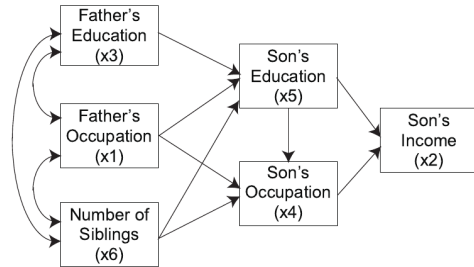 Father's
Education
(x3)
Father's
Occupation
(x1)
Number of
Siblings
(x6)
Son's
Education
(x5)
Son's
Occupation
(x4)
Son's
Income
(x2)